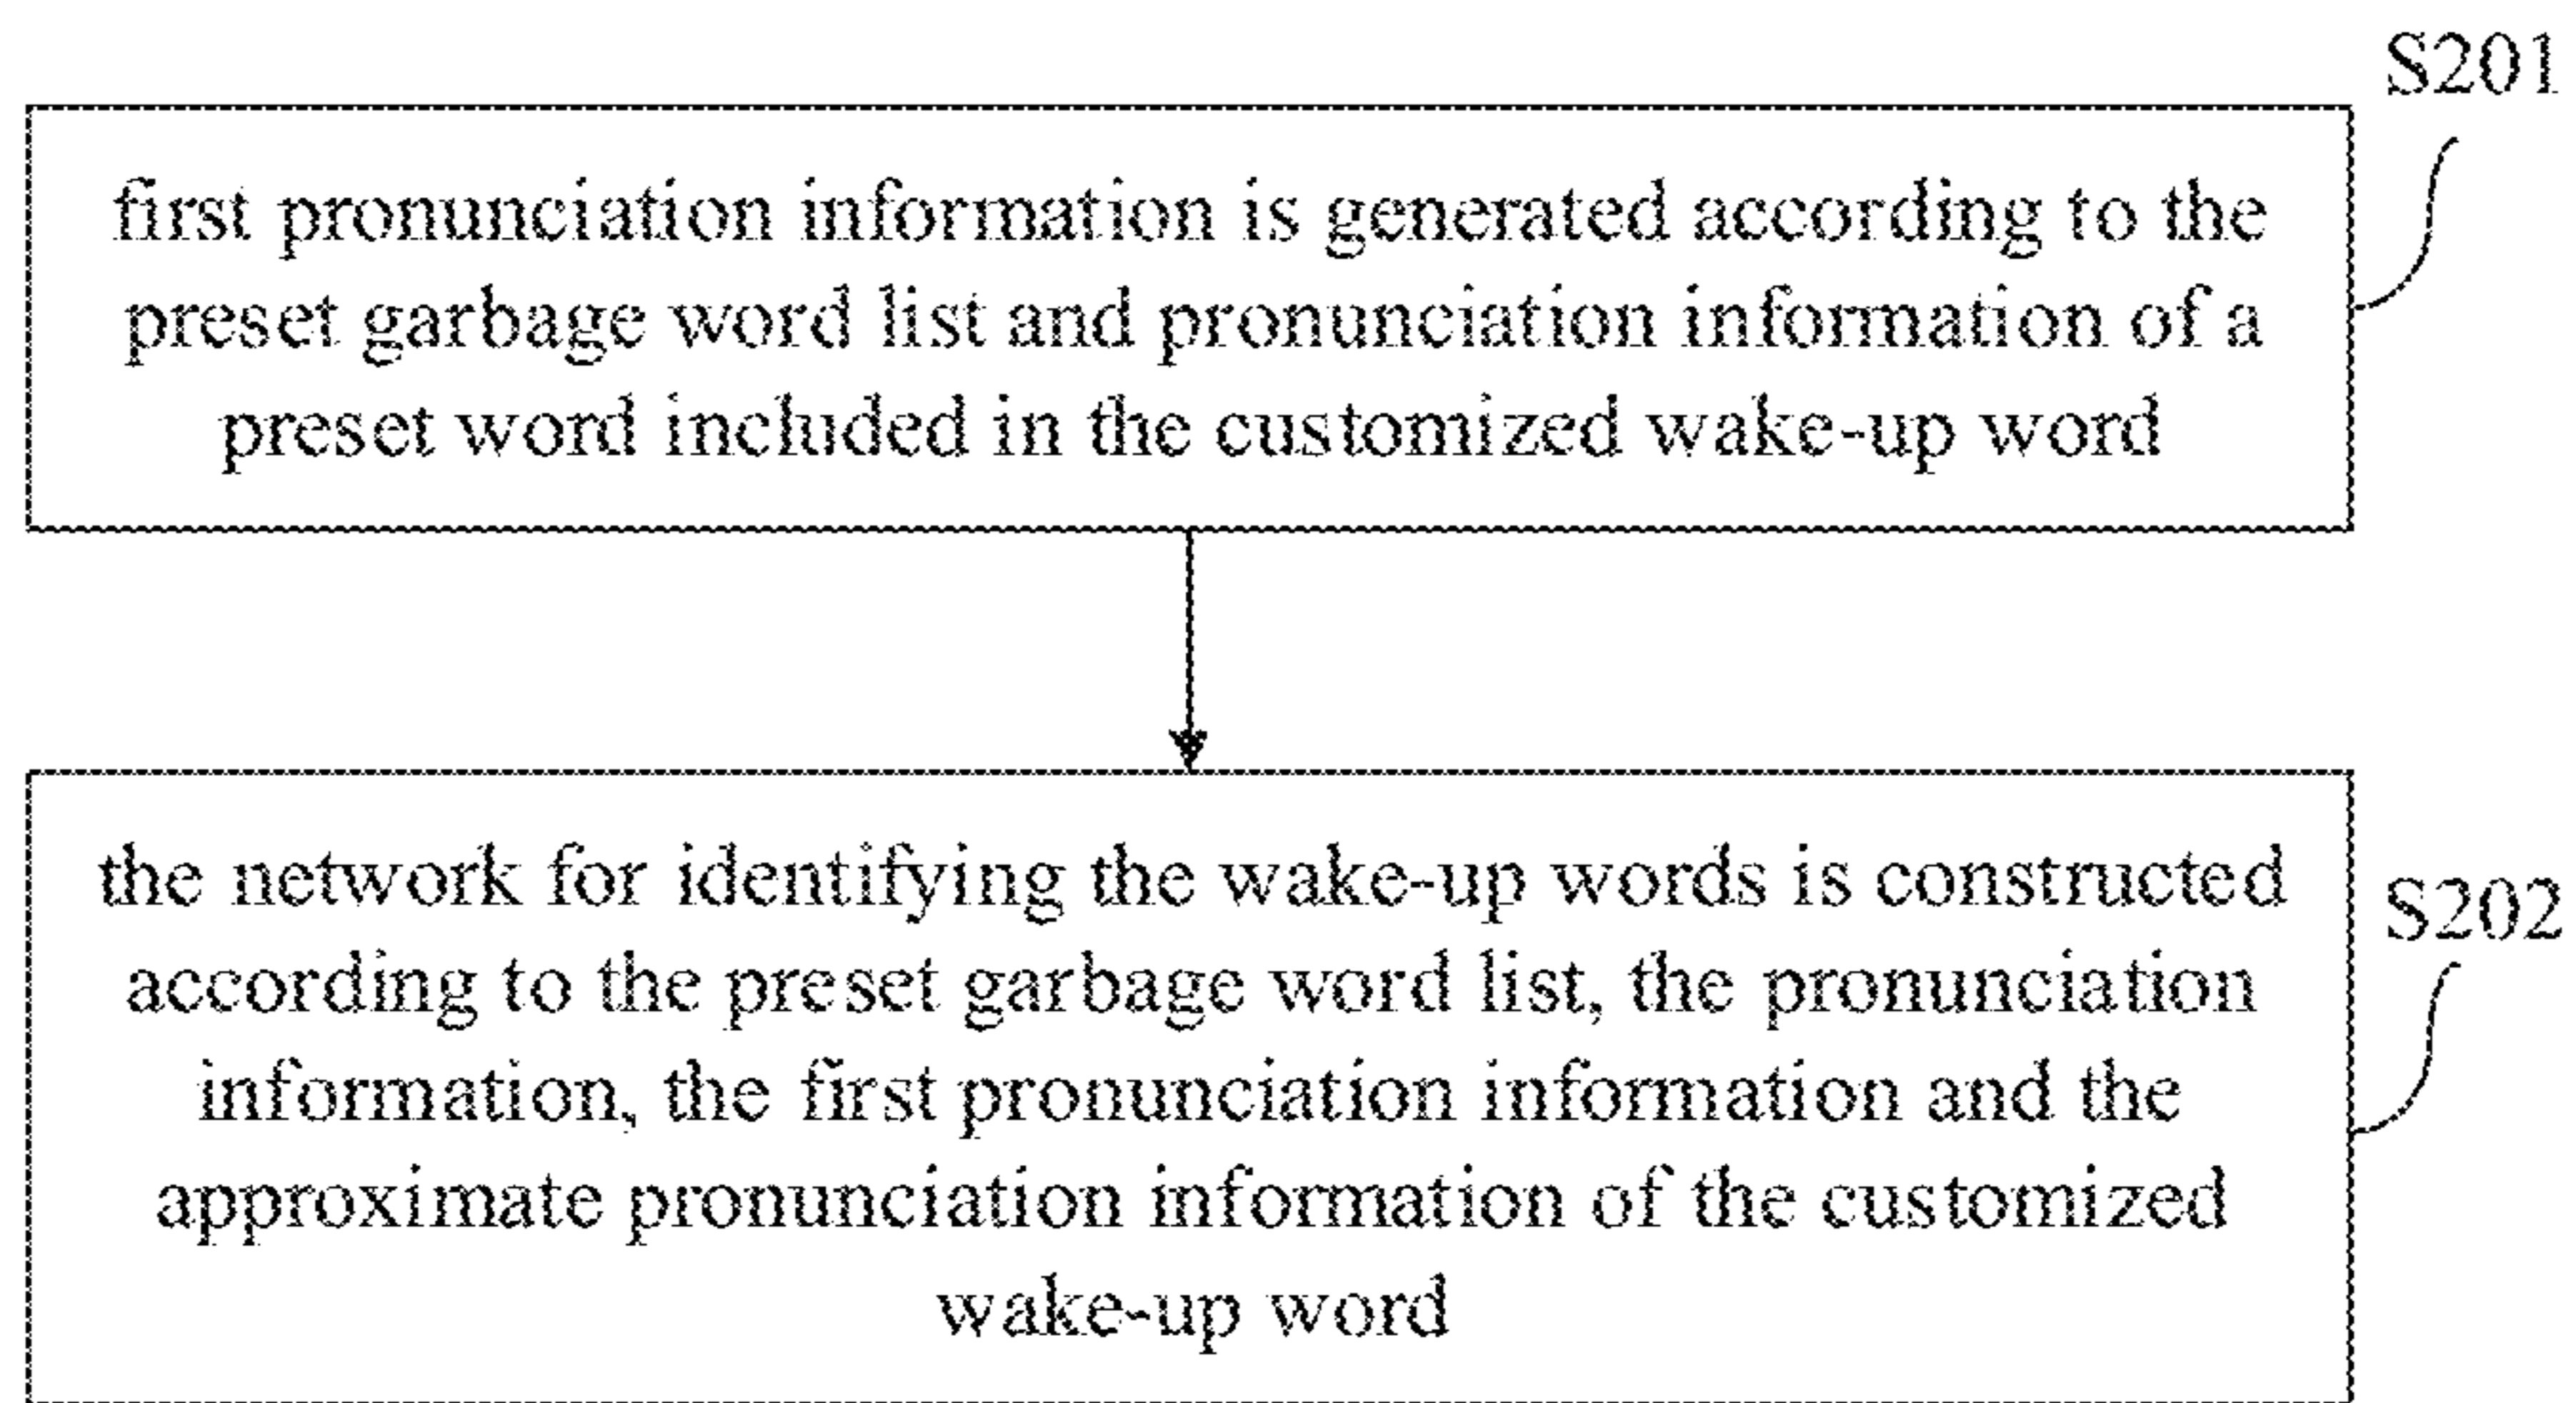 S201
first pronunciation information is generated according to the
preset garbage word list and pronunciation information of a
preset word included in the customized wake-up word
the network for identifying the wake-up words is constructed
according to the preset garbage word list, the pronunciation
information, the first pronunciation information and the
approximate pronunciation information of the customized
wake-up word
S202